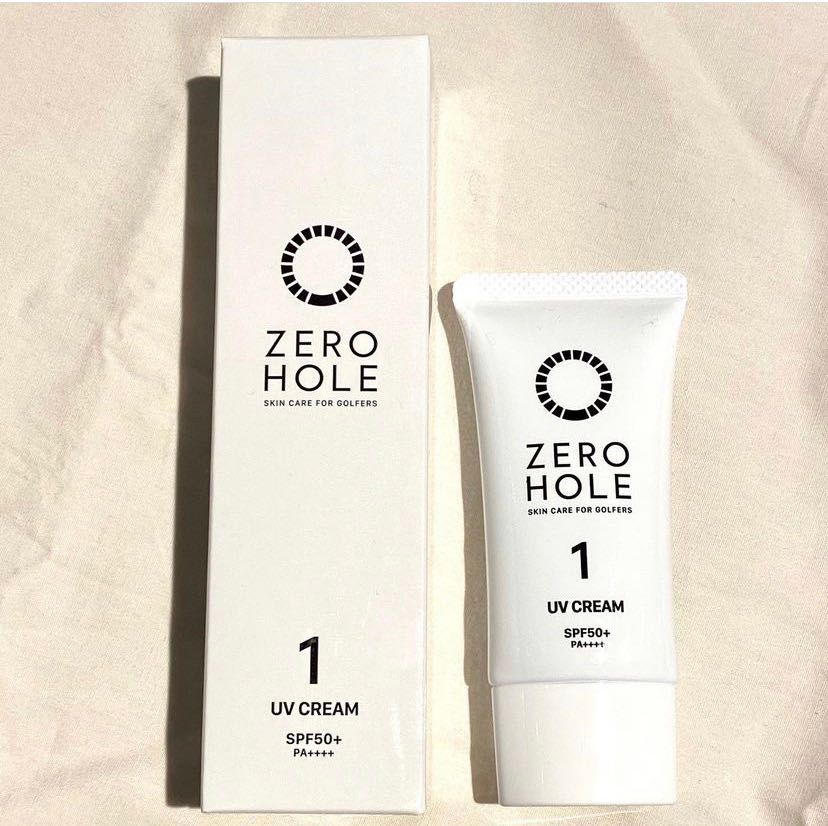 ZERO
HOLE
SKIN CARE FOR GOLFERS
1
UV CREAM
SPF50+
PA++++
ZERO
HOLE
SKIN CARE FOR GOLFERS
1
UV CREAM
SPF50+
PA++++